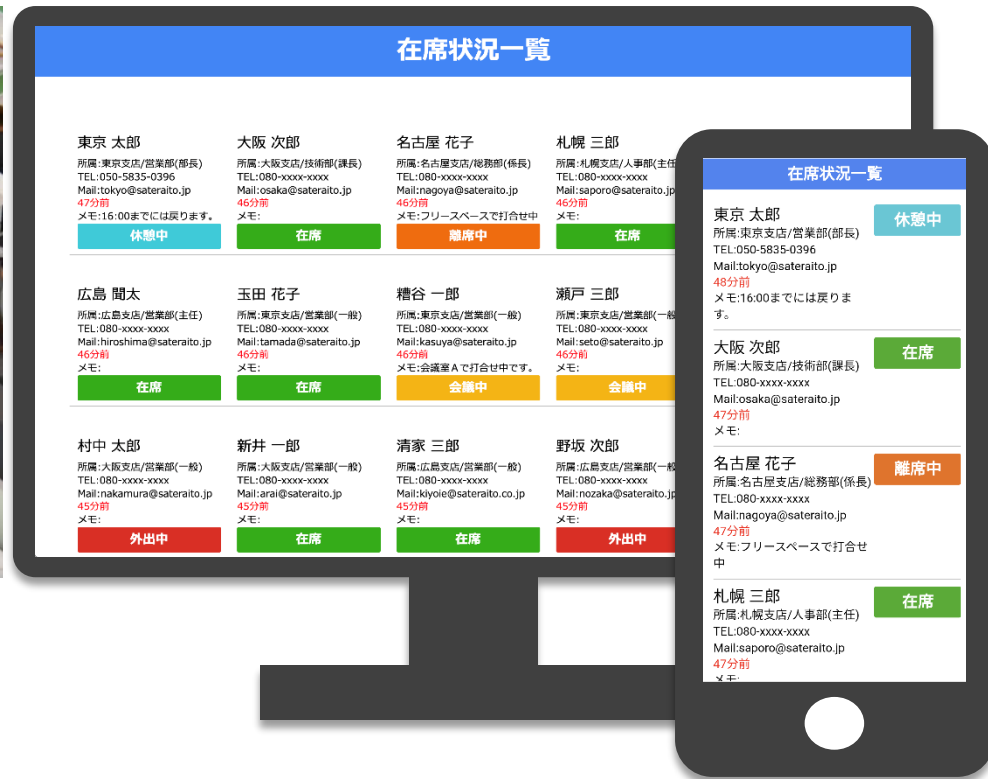 在席状況一覧
東京 太郎
所属:東京支店/営業部(部長)
TEL:050-5835-0396
Mail:tokyo@sateraito.jp
47分前
メモ:16:00までには戻ります。
休憩中
大阪 次郎
所属:大阪支店/技術部(課長)
TEL:080-xxxx-xxxx
Mail:osaka@sateraito.jp
46分前
メモ:
在席
名古屋 花子
所属:名古屋支店/総務部(係長)
TEL:080-xxxx-xxxx
Mail:nagoya@sateraito.jp
46分前
メモ:フリースペースで打合せ中
離席中
札幌 三郎
所属:札幌支店/人事部(主任
TEL:080-xxxx-xxxx
Mail:saporo@sateraito.jp
46分前
メモ:
在席
広島 聞太
所属:広島支店/営業部(主任)
TEL:080-xxxx-xxxx
Mail:hiroshima@sateraito.jp
46分前
メモ:
在席
玉田 花子
所属:東京支店/営業部(一般)
TEL:080-xxxx-xxxx
Mail:tamada@sateraito.jp
46分前
メモ:
在席
糟谷 一郎
所属:東京支店/営業部(一般)
TEL:080-xxxx-xxxx
Mail:kasuya@sateraito.jp
46分前
メモ:会議室Aで打合せ中です。
会議中
瀬戸 三郎
所属:東京支店/営業部(一般
TEL:080-xxxx-xxxx
Mail:seto@sateraito.jp
46分前
メモ:
会議中
村中 太郎
所属:大阪支店/営業部(一般)
TEL:080-xxxx-xxxx
Mail:nakamura@sateraito.jp
45分前
メモ:
外出中
新井 一郎
所属:大阪支店/営業部(一般)
TEL:080-xxxx-xxxx
Mail:arai@sateraito.jp
45分前
メモ:
在席
清家 三郎
所属:広島支店/営業部(一般)
TEL:080-xxxx-xxxx
Mail:kiyoie@sateraito.co.jp
45分前
メモ:
在席
野坂 次郎
所属:広島支店/営業部(一般
TEL:080-xxxx-xxxx
Mail:nozaka@sateraito.jp
45分前
メモ:
外出中
在席状況一覧
東京 太郎
休憩中
所属:東京支店/営業部(部長)
TEL:050-5835-0396
Mail:tokyo@sateraito.jp
48分前
メモ:16:00までには戻りま
す。
大阪 次郎
在席
所属:大阪支店/技術部(課長)
TEL:080-xxxx-xxxx
Mail:osaka@sateraito.jp
47分前
メモ:
名古屋 花子
離席中
所属:名古屋支店/総務部(係長)
TEL:080-xxxx-xxxx
Mail:nagoya@sateraito.jp
47分前
メモ:フリースペースで打合せ
中
札幌 三郎
在席
所属:札幌支店/人事部(主任)
TEL:080-xxxx-xxxx
Mail:saporo@sateraito.jp
47分前
メモ: